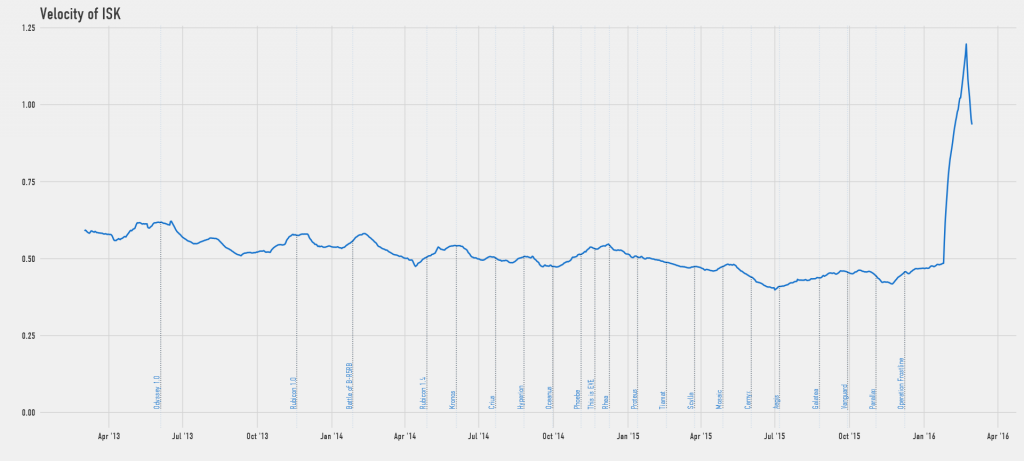 Velocity of ISK
1.25
1.00
0.75
0.50
0.25
0.00
Odyssey 1.0
Rubicon 1.0
Battle of B-R5RB
Rubicon 1.4
Kronos
Crius
Hyperion
Oceanus
Phoebe
This is EVE
Rhea
Proteus
Tiamat
Scylla
Mosaic
Carnyx
Aegis
Galatea
Vanguard
Parallax
Operation Frostline
Apr '13
Jul '13
Oct '13
Jan '14
Apr '14
Jul '14
Oct '14
Jan '15
Apr '15
Jul '15
Oct '15
Jan '16
Apr '16